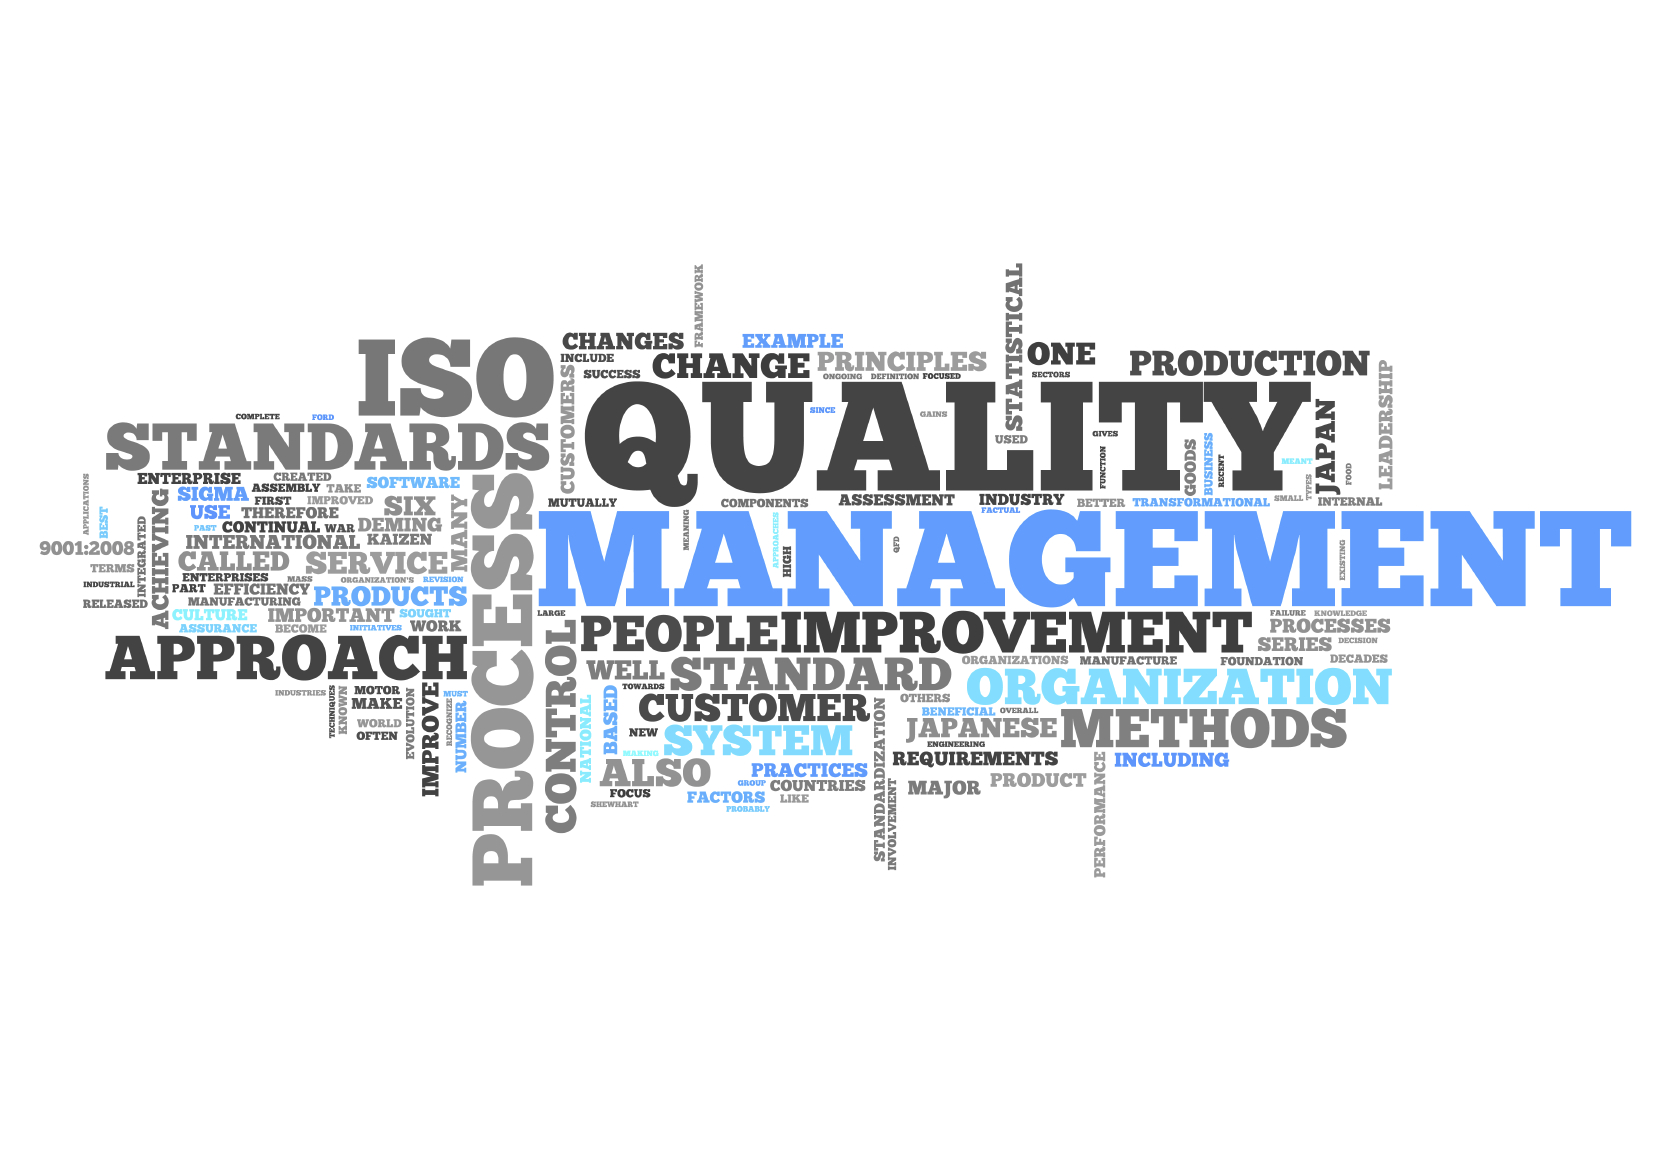 FRAMEWORK
STATISTICAL
CHANGES
EXAMPLE
ISO
INCLUDE
CHANGE
PRINCIPLES
ONE
PRODUCTION
SUCCESS
ONGOING
DEFINITION
FOCUSED
SECTORS
CUSTOMERS
QUALITY
LEADERSHIP
COMPLETE
FORD
SINCE
GAINS
JAPAN
STANDARDS
USED
GIVES
GOODS
BUSINESS
FUNCTION
RECENT
MEANT
FOOD
TYPES
ENTERPRISE
CREATED
SOFTWARE
APPLICATIONS
SIGMA
ASSEMBLY
TAKE
FIRST
IMPROVED
SIX
MANY
MUTUALLY
COMPONENTS
ASSESSMENT
INDUSTRY
BETTER
TRANSFORMATIONAL
SMALL
INTERNAL
FACTUAL
BEST
ACHIEVING
USE
THEREFORE
DEMING
PAST
CONTINUAL
WAR
INTEGRATED
INTERNATIONAL
KAIZEN
PROCESS
MEANING
APPROACHES
HIGH
QFD
EXISTING
MANAGEMENT
9001:2008
CALLED
SERVICE
TERMS
ENTERPRISES
MASS
ORGANIZATION'S
REVISION
INDUSTRIAL
PART
EFFICIENCY
PRODUCTS
RELEASED
MANUFACTURING
CULTURE
IMPORTANT
SOUGHT
ASSURANCE
BECOME
INITIATIVES
WORK
LARGE
FAILURE
KNOWLEDGE
APPROACH
CONTROL
PEOPLE
IMPROVEMENT
PROCESSES
SERIES
DECISION
WELL
STANDARD
ORGANIZATIONS
MANUFACTURE
FOUNDATION
DECADES
TOWARDS
ORGANIZATION
INDUSTRIES
TECHNIQUES
KNOWN
MOTOR
MAKE
WORLD
OFTEN
EVOLUTION
IMPROVE
MUST
RECOGNIZE
NUMBER
NATIONAL
BASED
CUSTOMER
OTHERS
BENEFICIAL
OVERALL
NEW
SYSTEM
MAKING
STANDARDIZATION
JAPANESE
METHODS
ENGINEERING
ALSO
PRACTICES
REQUIREMENTS
INCLUDING
GROUP
COUNTRIES
MAJOR
PRODUCT
PERFORMANCE
FOCUS
FACTORS
LIKE
SHEWHART
PROBABLY
INVOLVEMENT